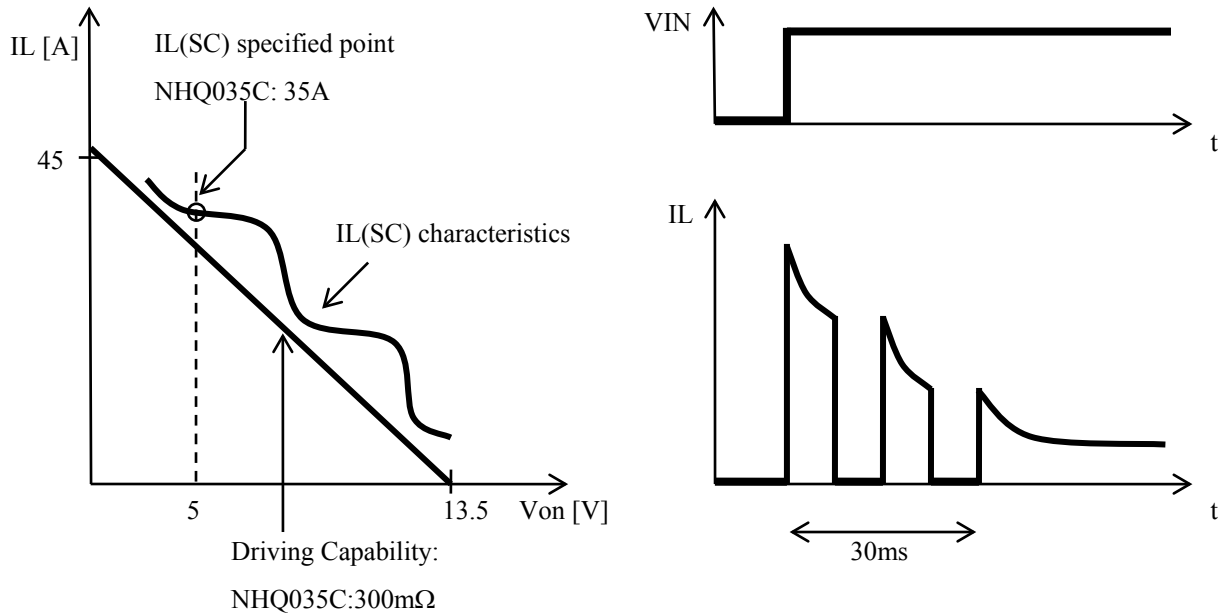 IL [A]
IL(SC) specified point
NHQ035C: 35A
45
IL(SC) characteristics
5
13.5
Von [V]
Driving Capability:
NHQ035C:300mΩ
VIN
t
IL
t
30ms